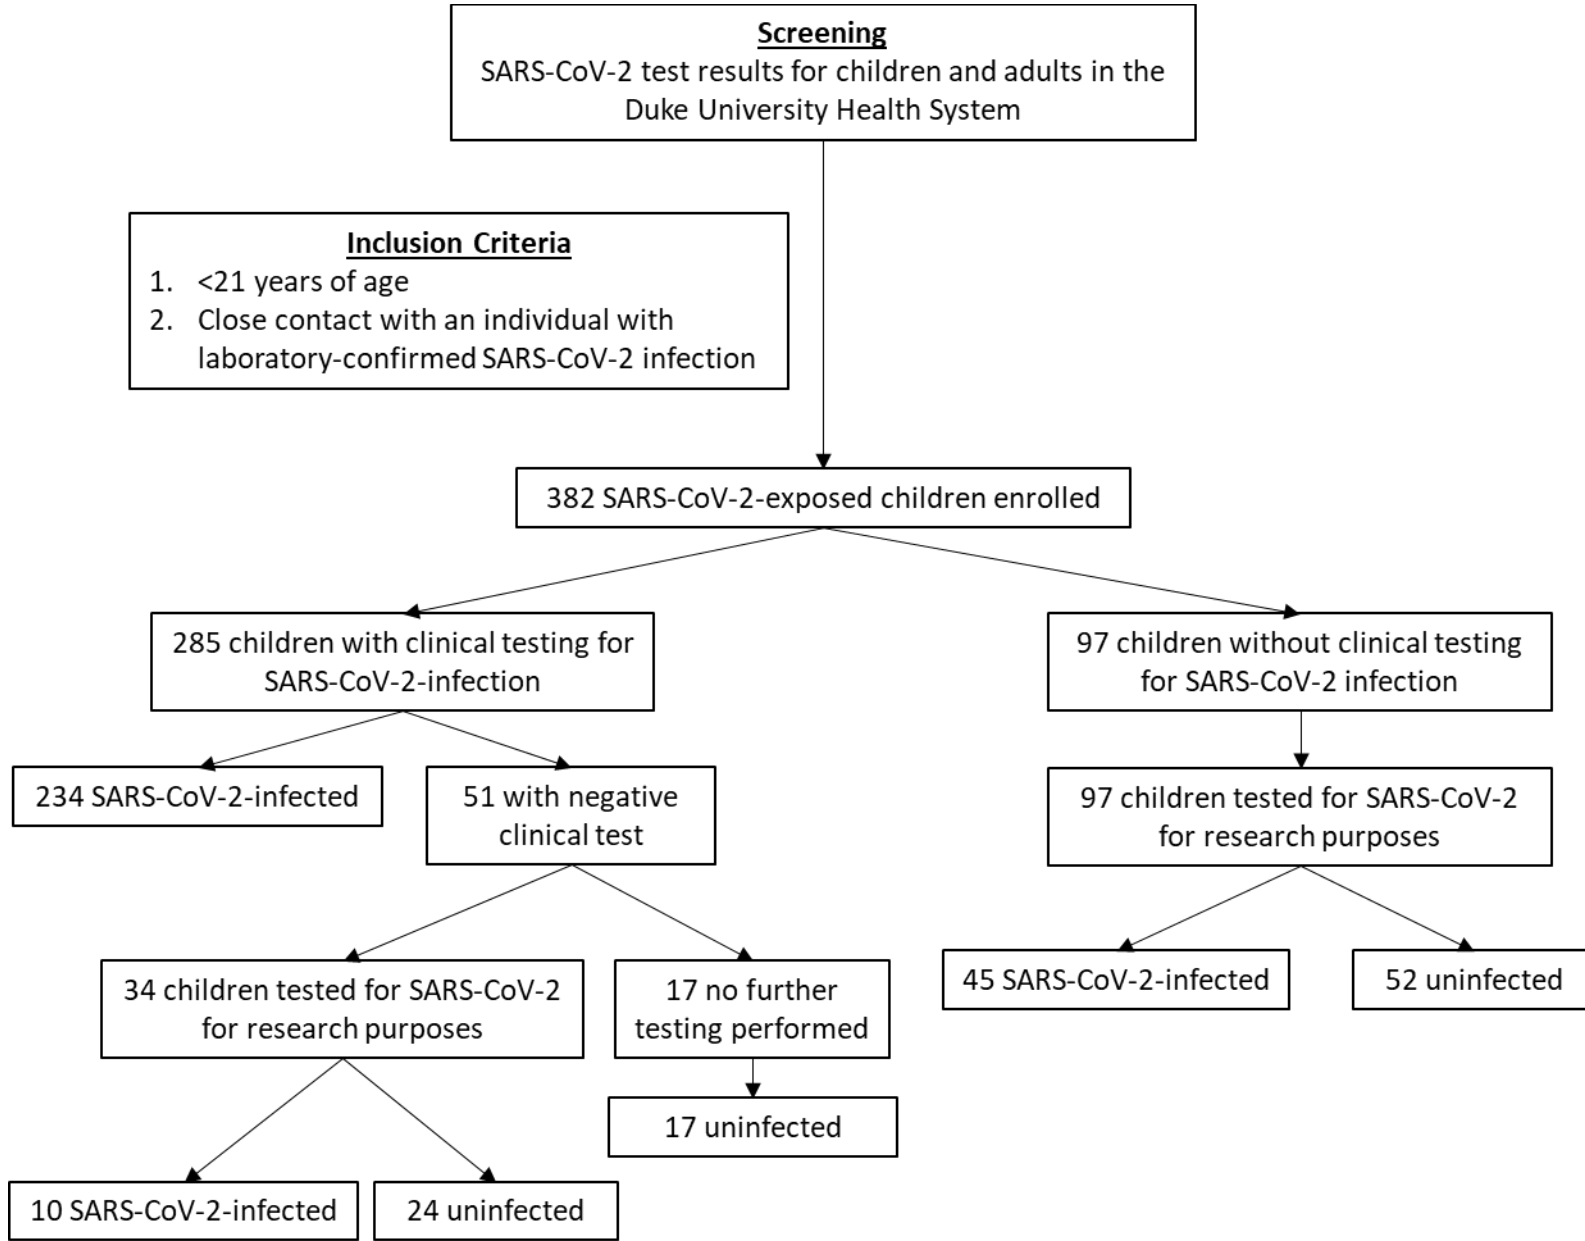 Screening
SARS-CoV-2 test results for children and adults in the
Duke University Health System
Inclusion Criteria
1. <21 years of age
2. Close contact with an individual with
laboratory-confirmed SARS-CoV-2 infection
382 SARS-CoV-2-exposed children enrolled
285 children with clinical testing for
SARS-CoV-2-infection
97 children without clinical testing
for SARS-CoV-2 infection
234 SARS-CoV-2-infected
51 with negative
clinical test
97 children tested for SARS-CoV-2
for research purposes
34 children tested for SARS-CoV-2
for research purposes
17 no further
testing performed
45 SARS-CoV-2-infected
52 uninfected
17 uninfected
10 SARS-CoV-2-infected
24 uninfected